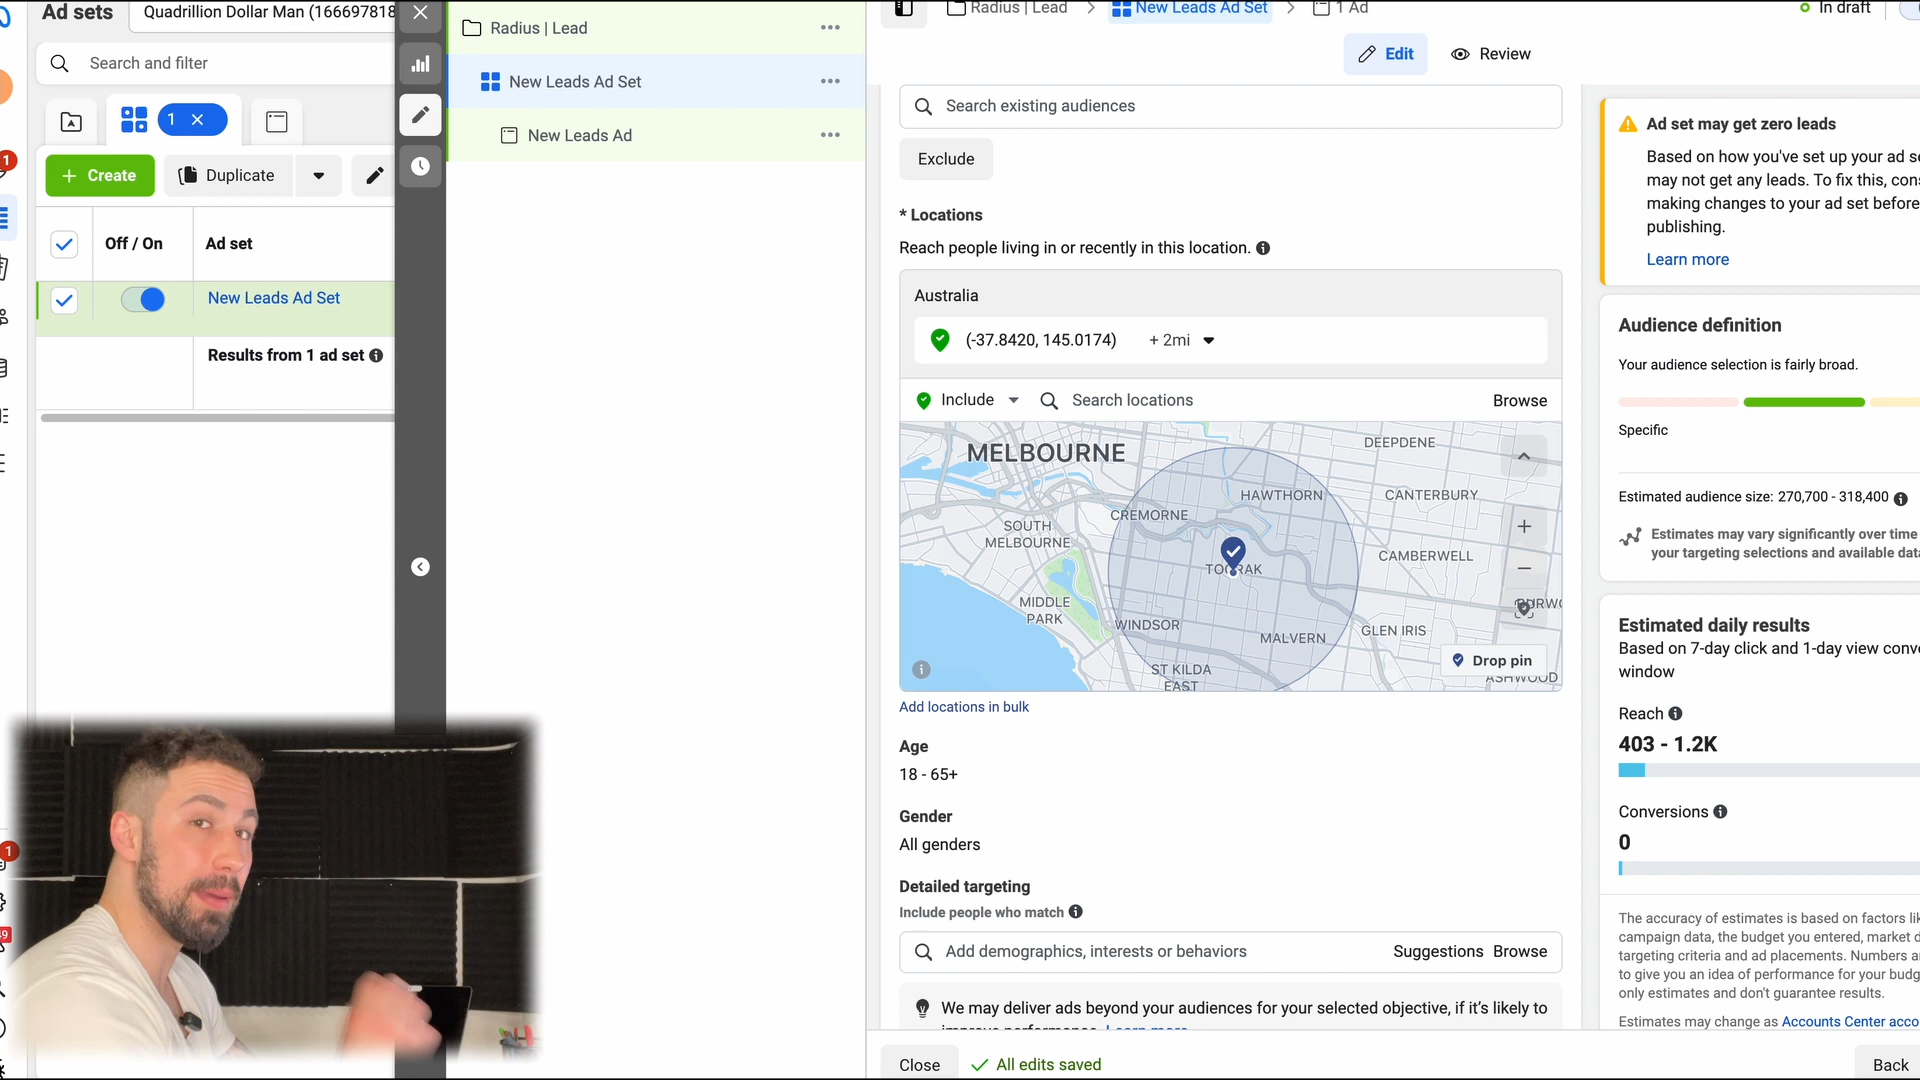 Ad sets
Quadrillion Dollar Man (166697818
Search and filter
1
1
Create
Duplicate
Off / On
Ad set
New Leads Ad Set
Results from 1 ad set
1
49
Radius | Lead
New Leads Ad Set
New Leads Ad
Radius | Lead
New Leads Ad Set
1 Ad
In draft
Edit
Review
Search existing audiences
Exclude
* Locations
Reach people living in or recently in this location.
Australia
(-37.8420, 145.0174)
+ 2mi
Include
Search locations
Browse
MELBOURNE
DEEPDENE
HAWTHORN
CANTERBURY
CREMORNE
SOUTH
MELBOURNE
CAMBERWELL
TOORAK
MIDDLE
PARK
WINDSOR
MALVERN
GLEN IRIS
ST KILDA
EAST
Drop pin
ASHWOOD
Add locations in bulk
Age
18 - 65+
Gender
All genders
Detailed targeting
Include people who match
Add demographics, interests or behaviors
Suggestions
Browse
We may deliver ads beyond your audiences for your selected objective, if it's likely to
improve performance. Learn more
Close
All edits saved
Back
Ad set may get zero leads
Based on how you've set up your ad s
may not get any leads. To fix this, cons
making changes to your ad set before
publishing.
Learn more
Audience definition
Your audience selection is fairly broad.
Specific
Estimated audience size: 270,700 - 318,400
Estimates may vary significantly over time
your targeting selections and available data
Estimated daily results
Based on 7-day click and 1-day view conve
window
Reach
403 - 1.2K
Conversions
0
The accuracy of estimates is based on factors lik
campaign data, the budget you entered, market d
targeting criteria and ad placements. Numbers ar
to give you an idea of performance for your budg
only estimates and don't guarantee results.
Estimates may change as Accounts Center acco